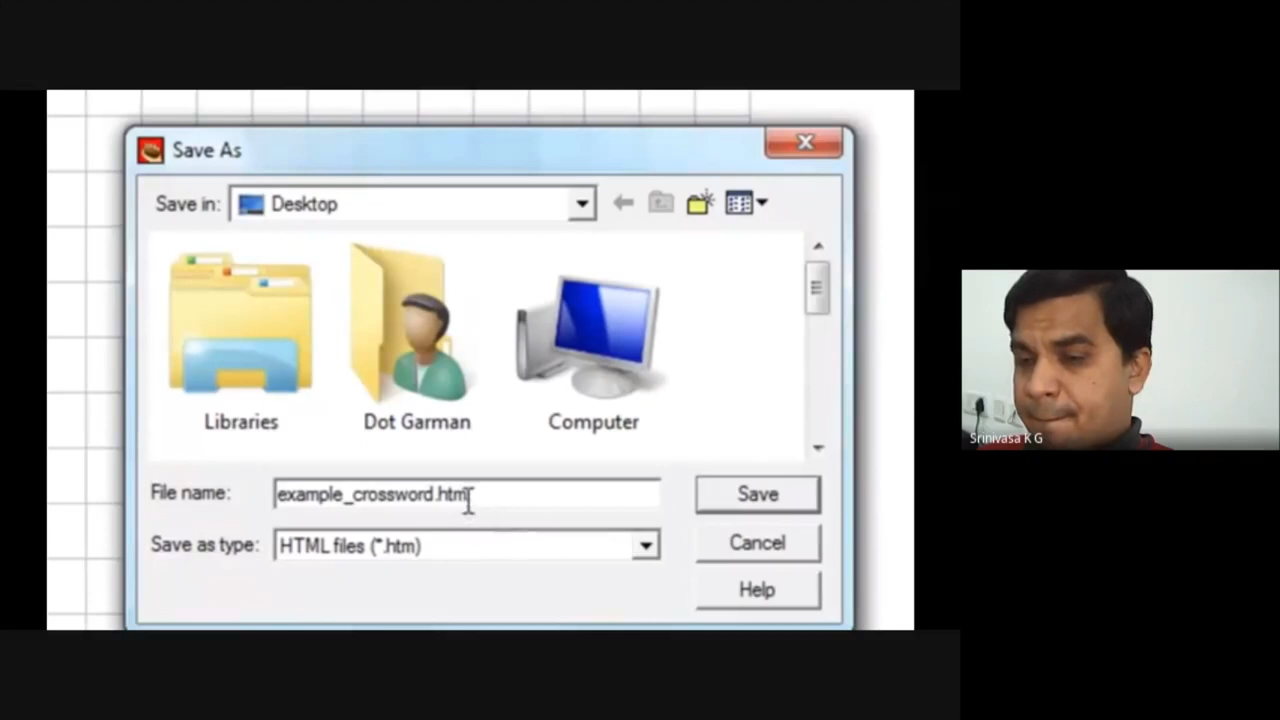 Save As
Save in: Desktop
Libraries
Dot Garman
Computer
File name: example_crossword.htm
Save
Save as type: HTML files (*.htm)
Cancel
Help
Srinivasa K G